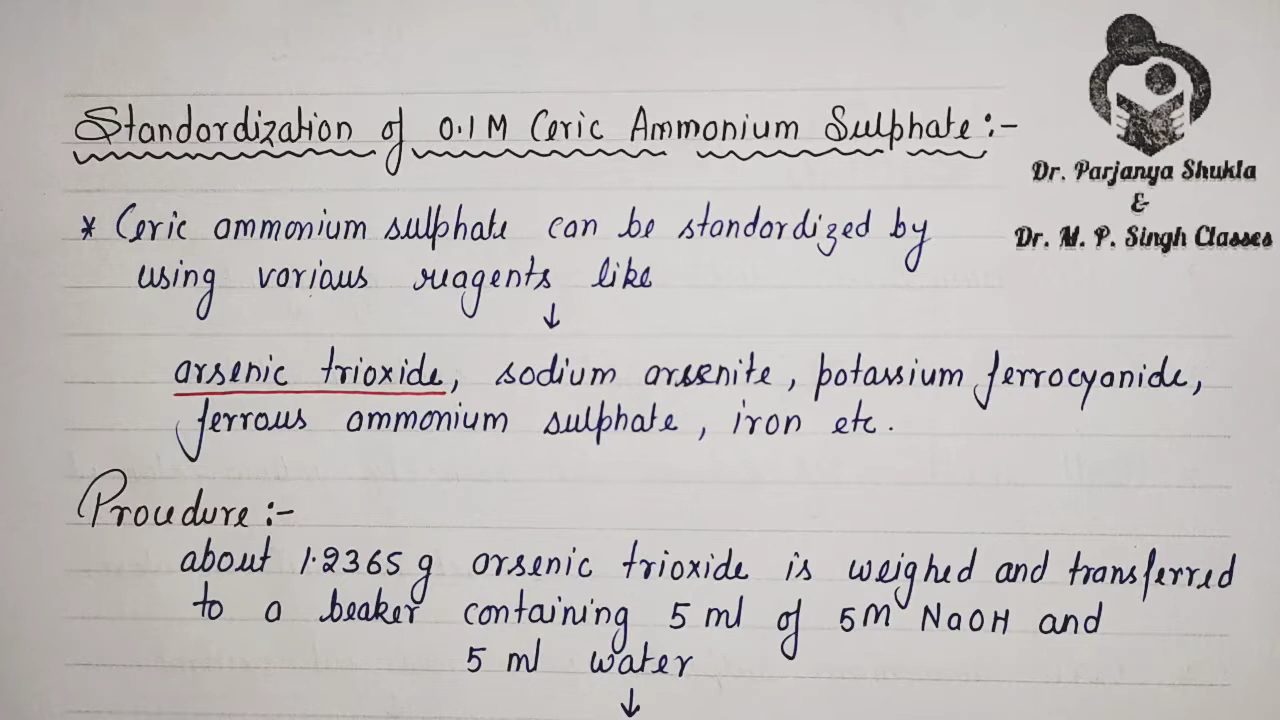 Standardization of 0.1 M Ceric Ammonium Sulphate :-
Dr. Parjanya Shukla
&
Dr. M. P. Singh Classes
* Ceric ammonium sulphate can be standardized by
using various reagents like
↓
arsenic trioxide, sodium arsenite, potassium ferrocyanide,
ferrous ammonium sulphate, iron etc.
Procedure :-
about 1.2365 g arsenic trioxide is weighed and transferred
to a beaker containing 5 ml of 5M NaOH and
5 ml water
↓